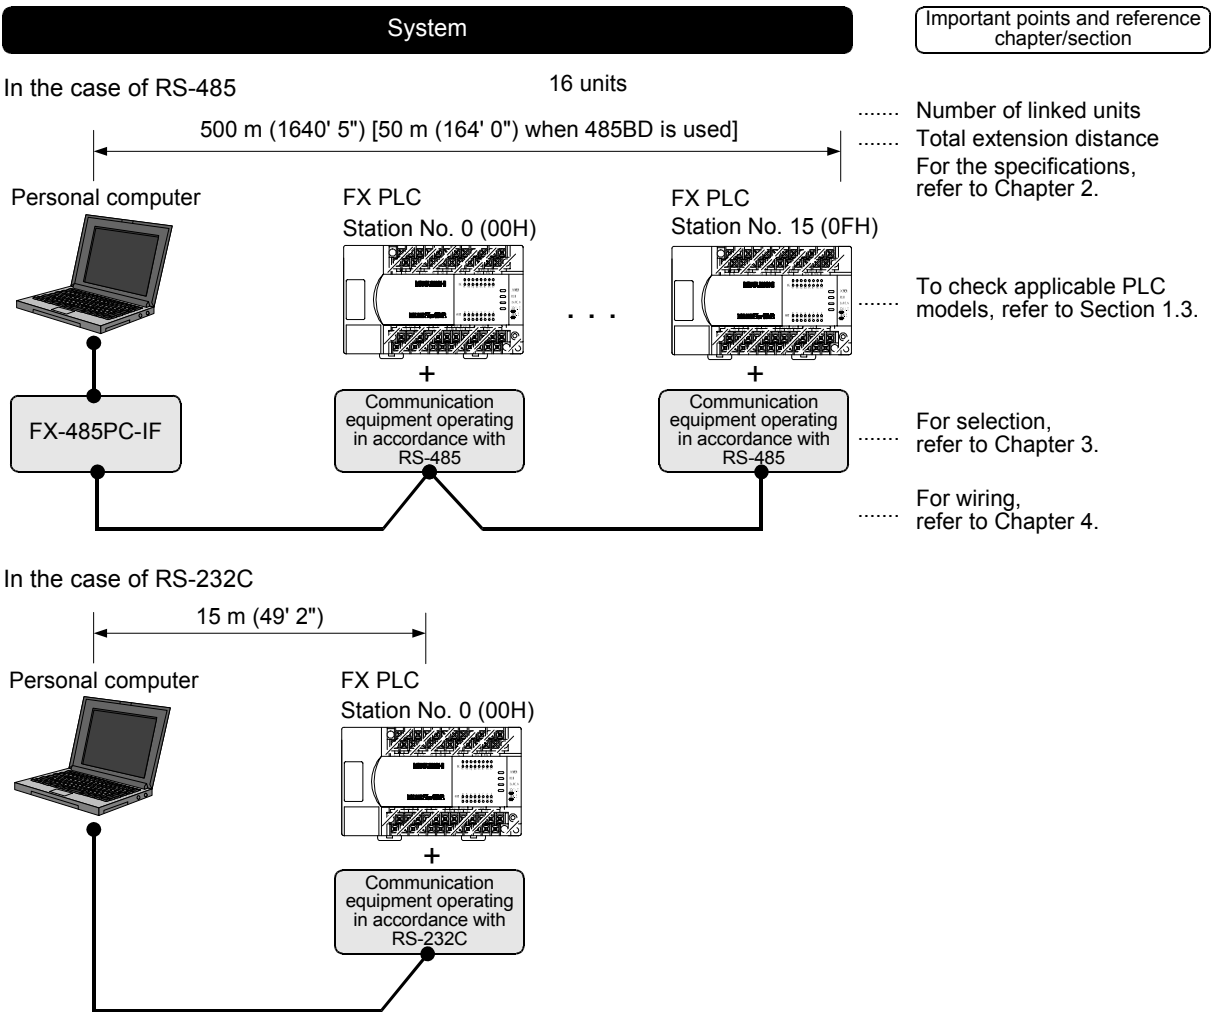 System
Important points and reference
chapter/section
In the case of RS-485
16 units
500 m (1640' 5") [50 m (164' 0") when 485BD is used]
....... Number of linked units
....... Total extension distance
For the specifications,
refer to Chapter 2.
Personal computer
FX PLC
Station No. 0 (00H)
FX PLC
Station No. 15 (0FH)
. . .
....... To check applicable PLC
models, refer to Section 1.3.
+
+
FX-485PC-IF
Communication
equipment operating
in accordance with
RS-485
Communication
equipment operating
in accordance with
RS-485
....... For selection,
refer to Chapter 3.
....... For wiring,
refer to Chapter 4.
In the case of RS-232C
15 m (49' 2")
Personal computer
FX PLC
Station No. 0 (00H)
+
Communication
equipment operating
in accordance with
RS-232C